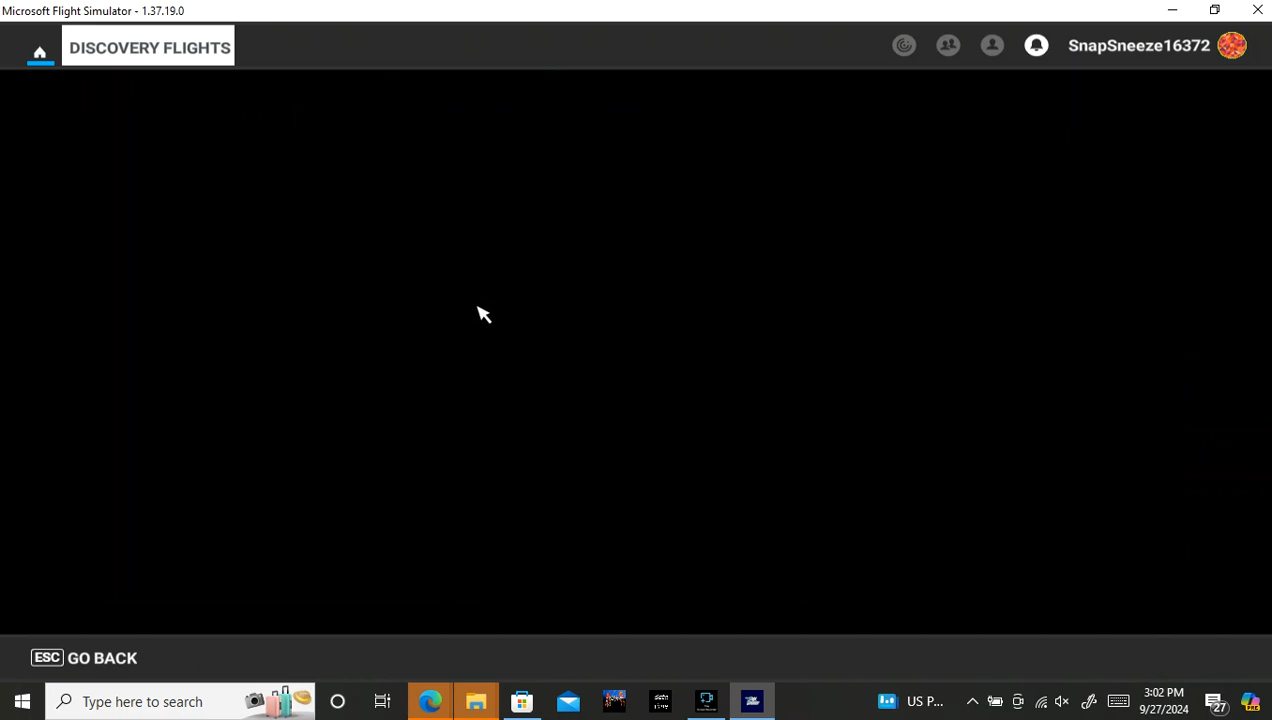 Microsoft Flight Simulator - 1.37.19.0
DISCOVERY FLIGHTS
SnapSneeze16372
ESC GO BACK
Type here to search
US P...
3:02 PM
9/27/2024
27
PRE